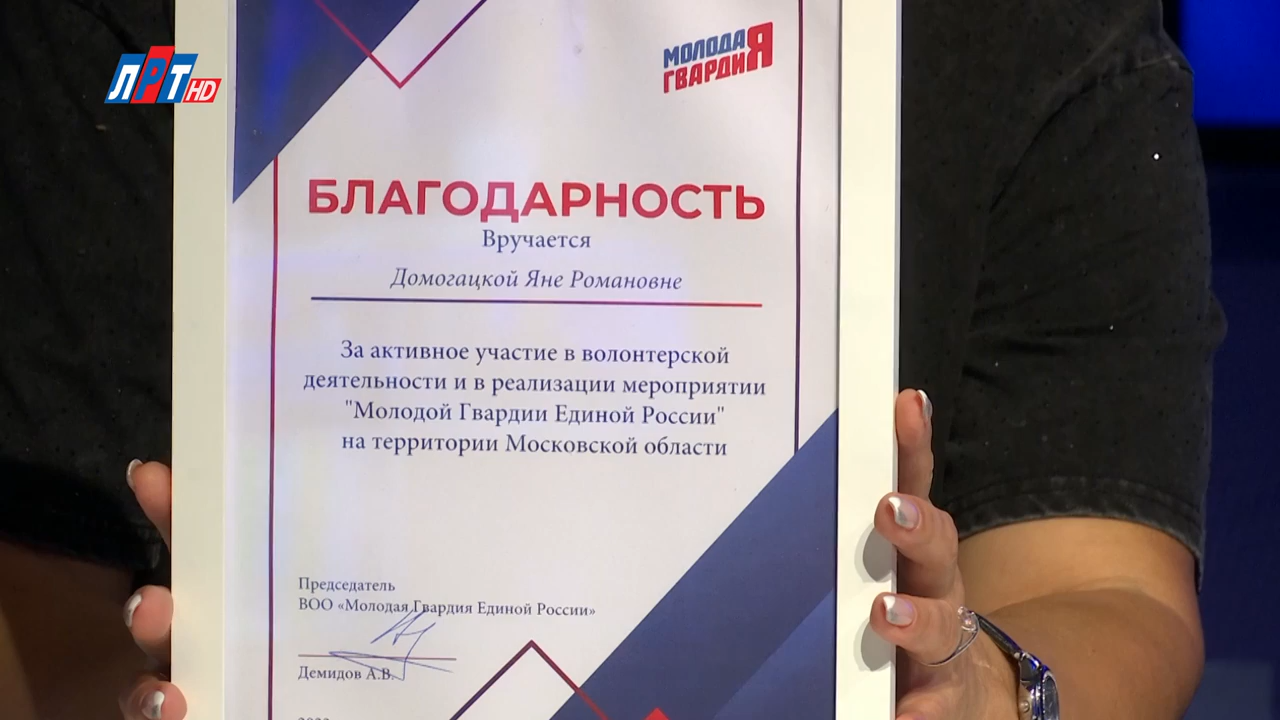 ЛРТ HD
МОЛОДАЯ
ГВАРДИЯ
БЛАГОДАРНОСТЬ
Вручается
Домогацкой Яне Романовне
За активное участие в волонтерской
деятельности и в реализации мероприятии
"Молодой Гвардии Единой России"
на территории Московской области
Председатель
ВОО «Молодая Гвардия Единой России»
Демидов А.В.